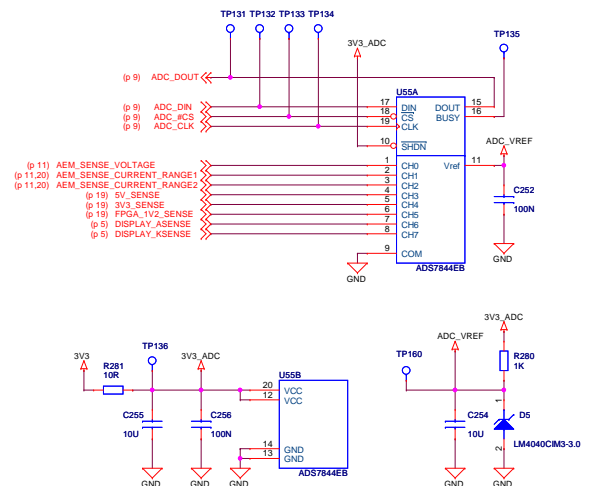 TP131 TP132 TP133 TP134
TP135
3V3_ADC
(p 9) ADC_DOUT
U55A
(p 9) ADC_DIN 17 DIN DOUT 15
(p 9) ADC_#CS 18 CS BUSY 16
(p 9) ADC_CLK 19 CLK
10 SHDN
ADC_VREF
(p 11) AEM_SENSE_VOLTAGE 1 CH0 Vref 11
(p 11,20) AEM_SENSE_CURRENT_RANGE1 2 CH1
(p 11,20) AEM_SENSE_CURRENT_RANGE2 3 CH2
(p 19) 5V_SENSE 4 CH3
(p 19) 3V3_SENSE 5 CH4
(p 19) FPGA_1V2_SENSE 6 CH5
(p 5) DISPLAY_ASENSE 7 CH6
(p 5) DISPLAY_KSENSE 8 CH7
C252
100N
9 COM
GND
ADS7844EB
GND
3V3
R281
10R
TP136
3V3_ADC
U55B
20 VCC
12 VCC
C255
10U
C256
100N
14 GND
13 GND
ADS7844EB
GND GND GND
3V3_ADC
ADC_VREF
TP160
R280
1K
C254
10U
1
D5
LM4040CIM3-3.0
2
GND GND